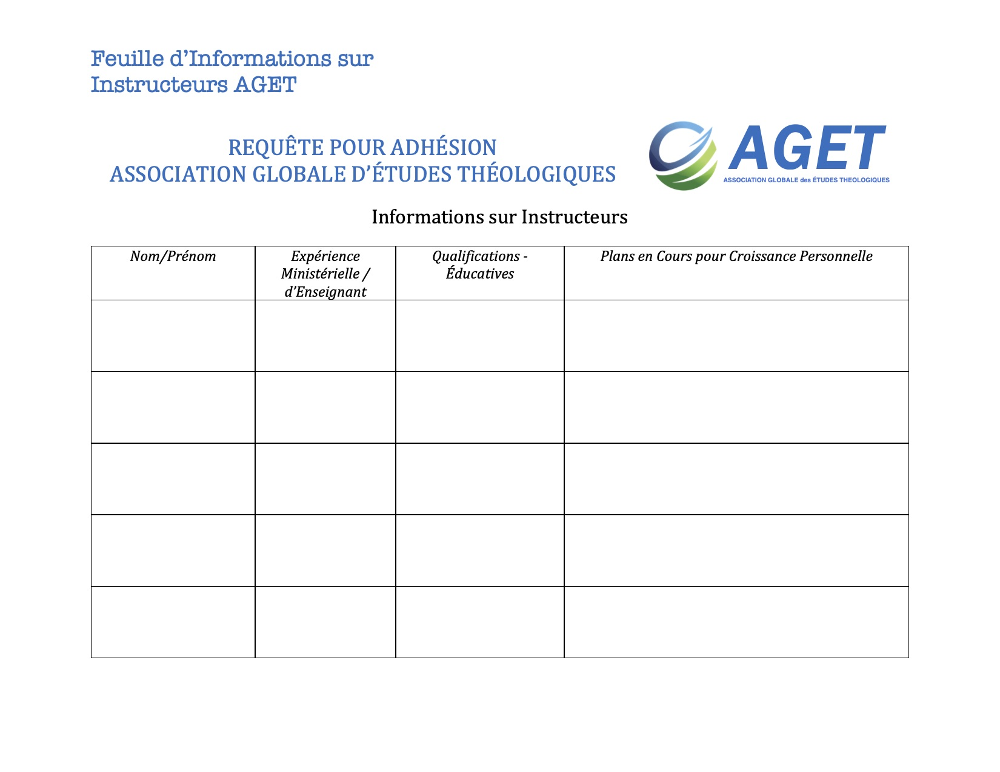 Feuille d’Informations sur
Instructeurs AGET
REQUÊTE POUR ADHÉSION
ASSOCIATION GLOBALE D’ÉTUDES THÉOLOGIQUES
AGET
ASSOCIATION GLOBALE des ÉTUDES THEOLOGIQUES
Informations sur Instructeurs
Nom/Prénom
Expérience
Ministérielle /
d’Enseignant
Qualifications -
Éducatives
Plans en Cours pour Croissance Personnelle